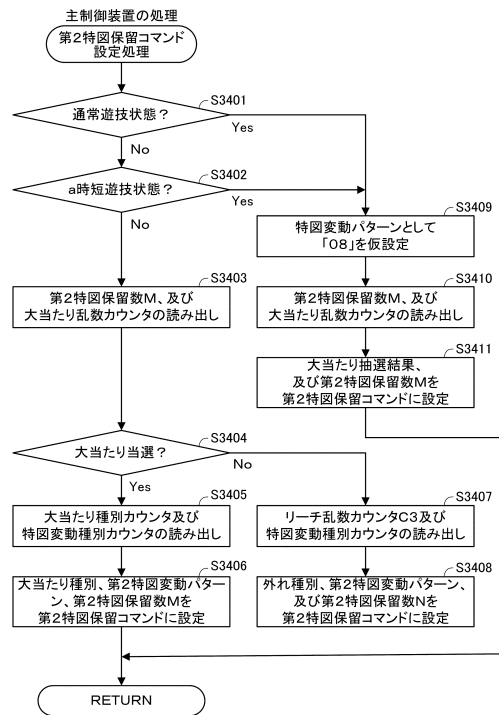 主制御装置の処理
第2特図保留コマンド
設定処理
S3401
通常遊技状態？
Yes
No
S3402
a時短遊技状態？
Yes
No
S3409
特図変動パターンとして
「08」を仮設定
S3403
第2特図保留数M、及び
大当たり乱数カウンタの読み出し
S3410
第2特図保留数M、及び
大当たり乱数カウンタの読み出し
S3411
大当たり抽選結果、
及び第2特図保留数Mを
第2特図保留コマンドに設定
S3404
大当たり当選？
No
Yes
S3405
大当たり種別カウンタ及び
特図変動種別カウンタの読み出し
S3407
リーチ乱数カウンタC3及び
特図変動種別カウンタの読み出し
S3406
大当たり種別、第2特図変動パター
ン、第2特図保留数Mを
第2特図保留コマンドに設定
S3408
外れ種別、第2特図変動パターン、
及び第2特図保留数Nを
第2特図保留コマンドに設定
RETURN